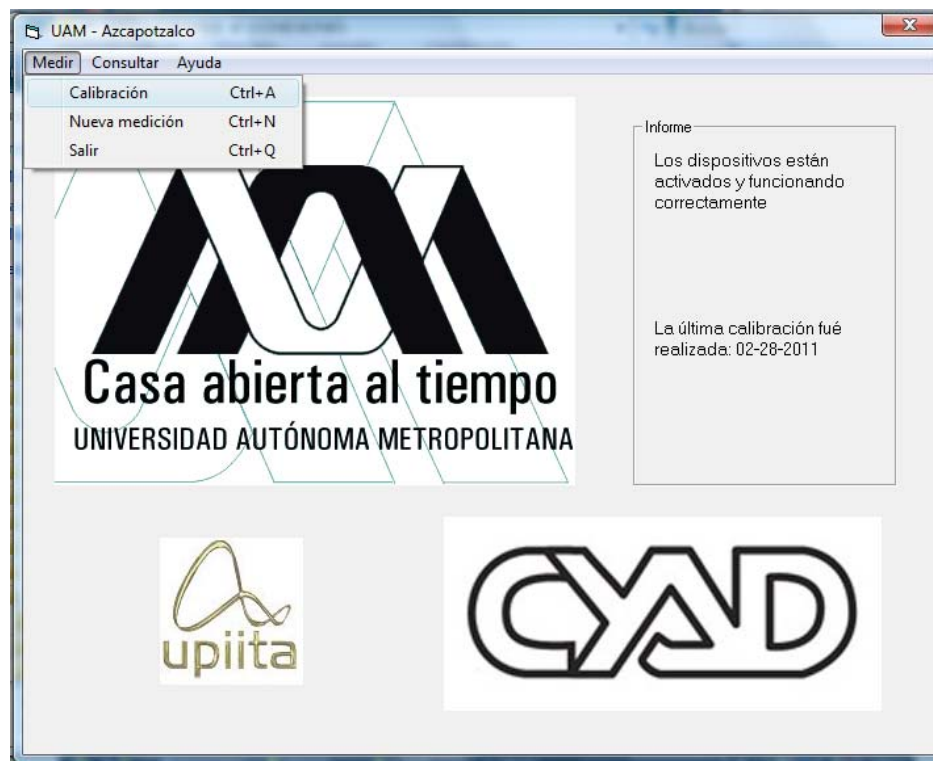 UAM - Azcapotzalco
Medir Consultar Ayuda
Calibración Ctrl+A
Nueva medición Ctrl+N
Salir Ctrl+Q
Informe
Los dispositivos están
activados y funcionando
correctamente
La última calibración fué
realizada: 02-28-2011
Casa abierta al tiempo
UNIVERSIDAD AUTÓNOMA METROPOLITANA
upiita
CYAD